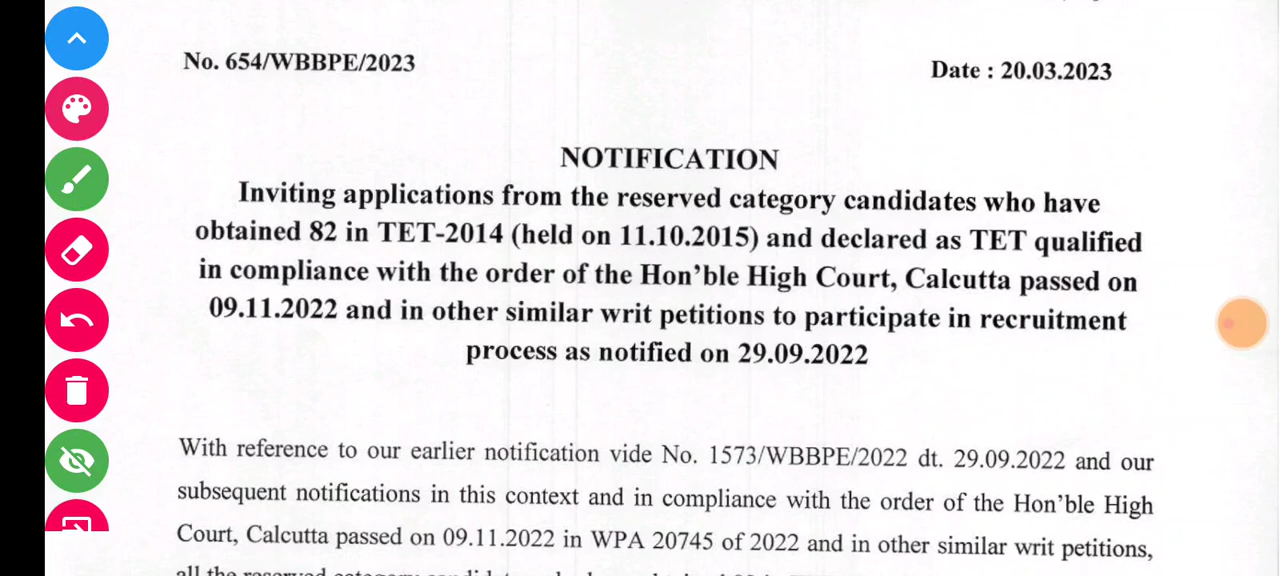 No. 654/WBBPE/2023
Date : 20.03.2023
NOTIFICATION
Inviting applications from the reserved category candidates who have
obtained 82 in TET-2014 (held on 11.10.2015) and declared as TET qualified
in compliance with the order of the Hon’ble High Court, Calcutta passed on
09.11.2022 and in other similar writ petitions to participate in recruitment
process as notified on 29.09.2022
With reference to our earlier notification vide No. 1573/WBBPE/2022 dt. 29.09.2022 and our
subsequent notifications in this context and in compliance with the order of the Hon’ble High
Court, Calcutta passed on 09.11.2022 in WPA 20745 of 2022 and in other similar writ petitions,
all the reserved category